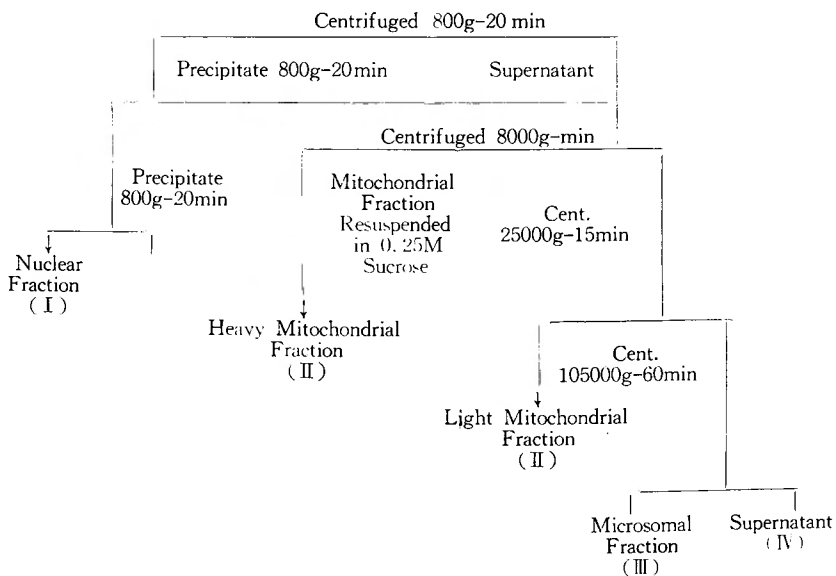 Centrifuged 800g-20 min
Precipitate 800g-20min
Supernatant
Centrifuged 8000g-min
Precipitate
800g-20min
Mitochondrial
Fraction
Resuspended
in 0.25M
Sucrose
Cent.
25000g-15min
Nuclear
Fraction
(I)
Heavy Mitochondrial
Fraction
(II)
Cent.
105000g-60min
Light Mitochondrial
Fraction
(II)
Microsomal
Fraction
(III)
Supernatant
(IV)